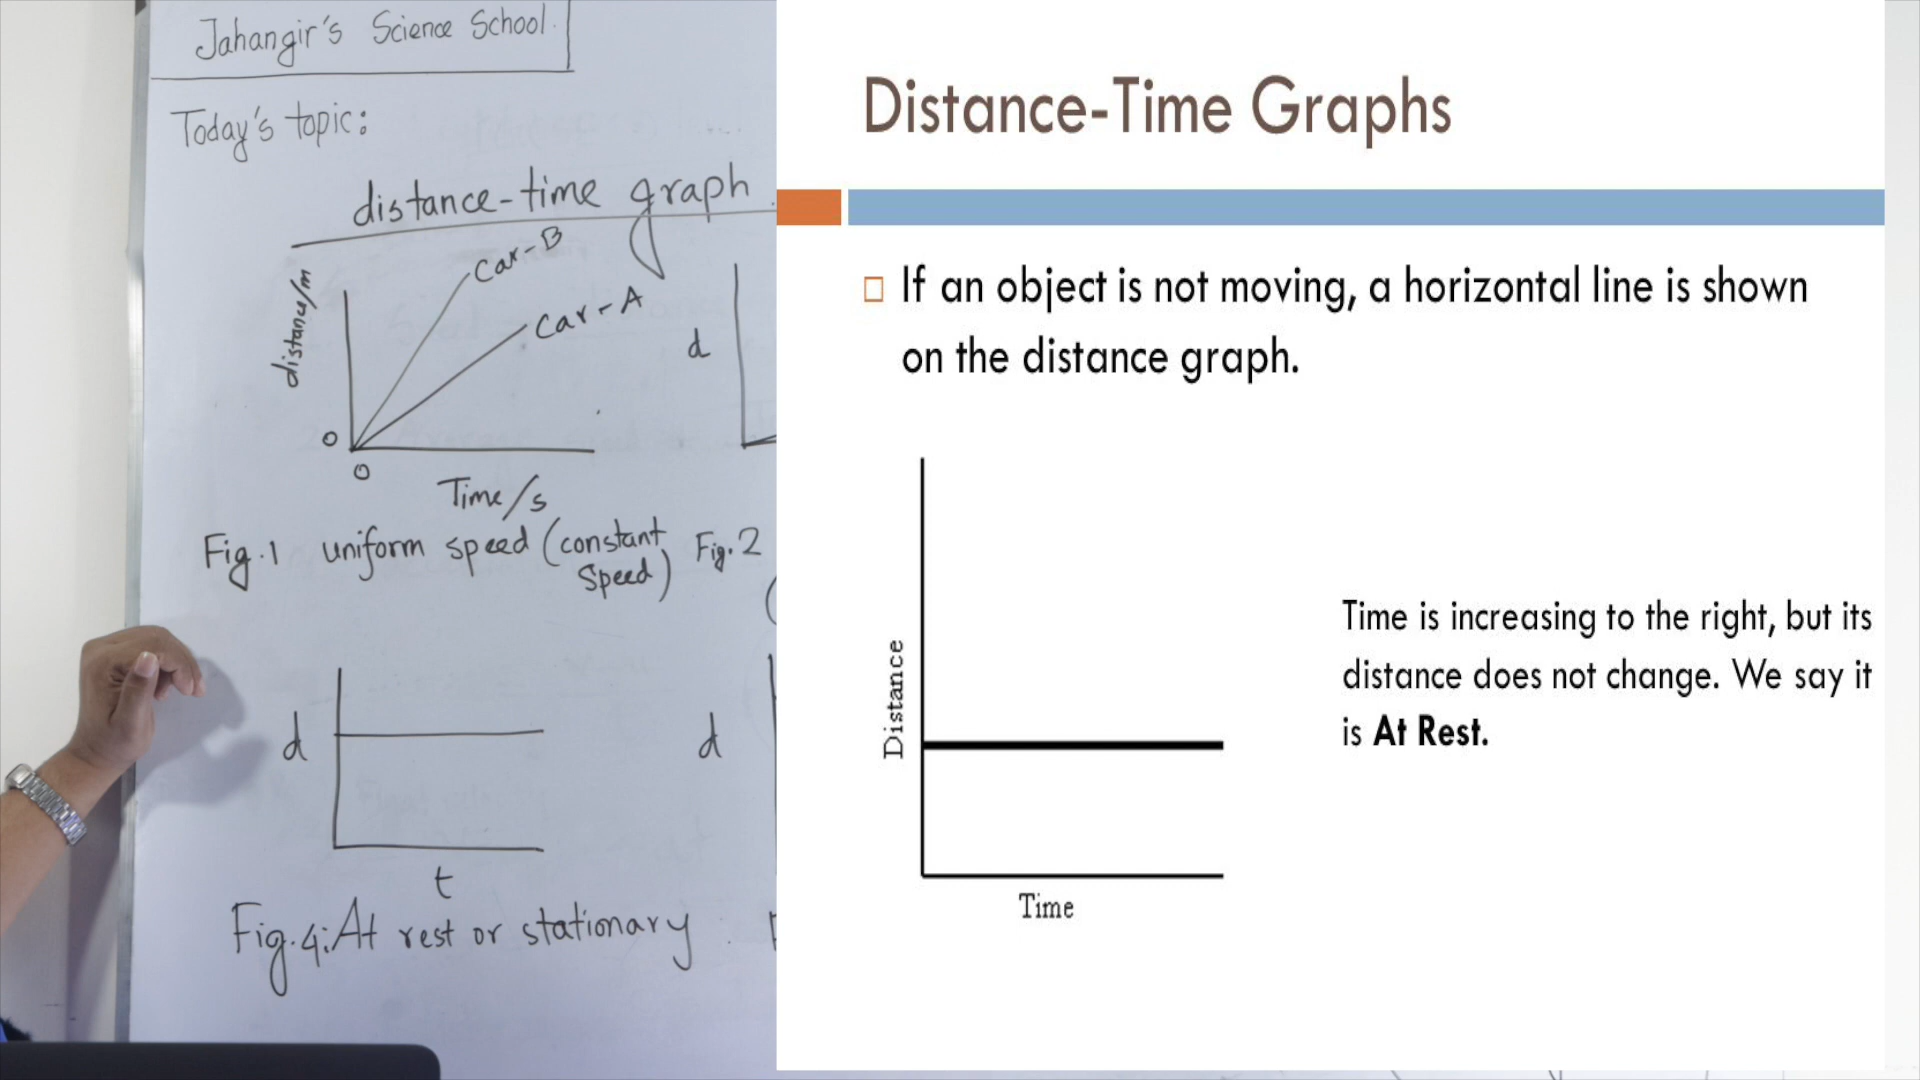 Jahangir's Science School.
Today's topic:
distance-time graph
distance/m
Car-B
Car-A
0
0
Time/s
Fig.1 uniform speed (constant speed)
d
Fig.2
d
t
Fig.4: At rest or stationary
d
Distance-Time Graphs
If an object is not moving, a horizontal line is shown
on the distance graph.
Distance
Time
Time is increasing to the right, but its
distance does not change. We say it
is At Rest.